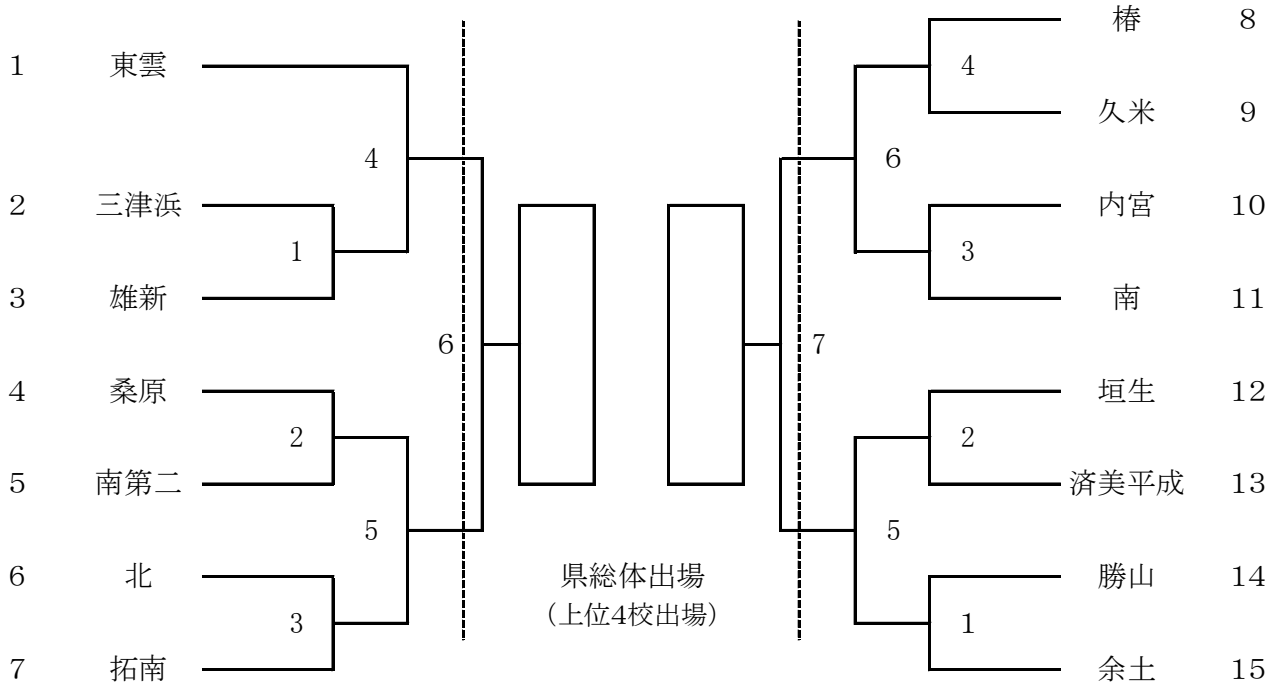 椿 8
1 東雲
4
久米 9
4
6
2 三津浜
内宮 10
1
3
3 雄新
南 11
6
7
4 桑原
垣生 12
2
2
5 南第二
済美平成 13
5
5
6 北
県総体出場
(上位4校出場)
勝山 14
3
1
7 拓南
余土 15